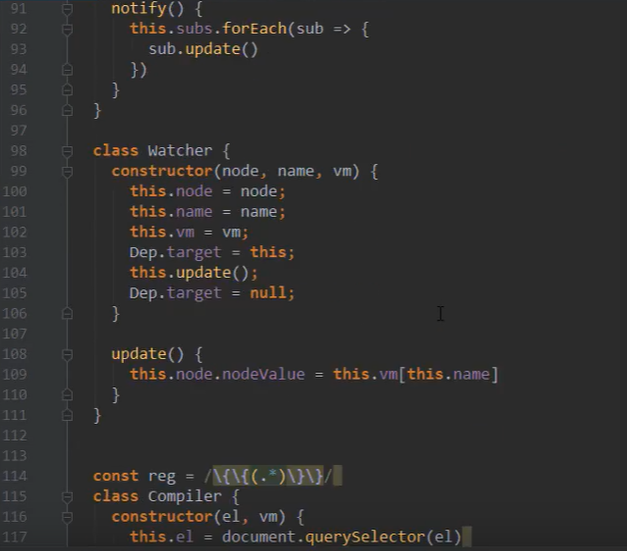 91 notify() {
92 this.subs.forEach(sub => {
93 sub.update()
94 })
95 }
96 }
97
98 class Watcher {
99 constructor(node, name, vm) {
100 this.node = node;
101 this.name = name;
102 this.vm = vm;
103 Dep.target = this;
104 this.update();
105 Dep.target = null;
106 }
107
108 update() {
109 this.node.nodeValue = this.vm[this.name]
110 }
111 }
112
113
114 const reg = /\{\{(.*)\}\}/
115 class Compiler {
116 constructor(el, vm) {
117 this.el = document.querySelector(el)